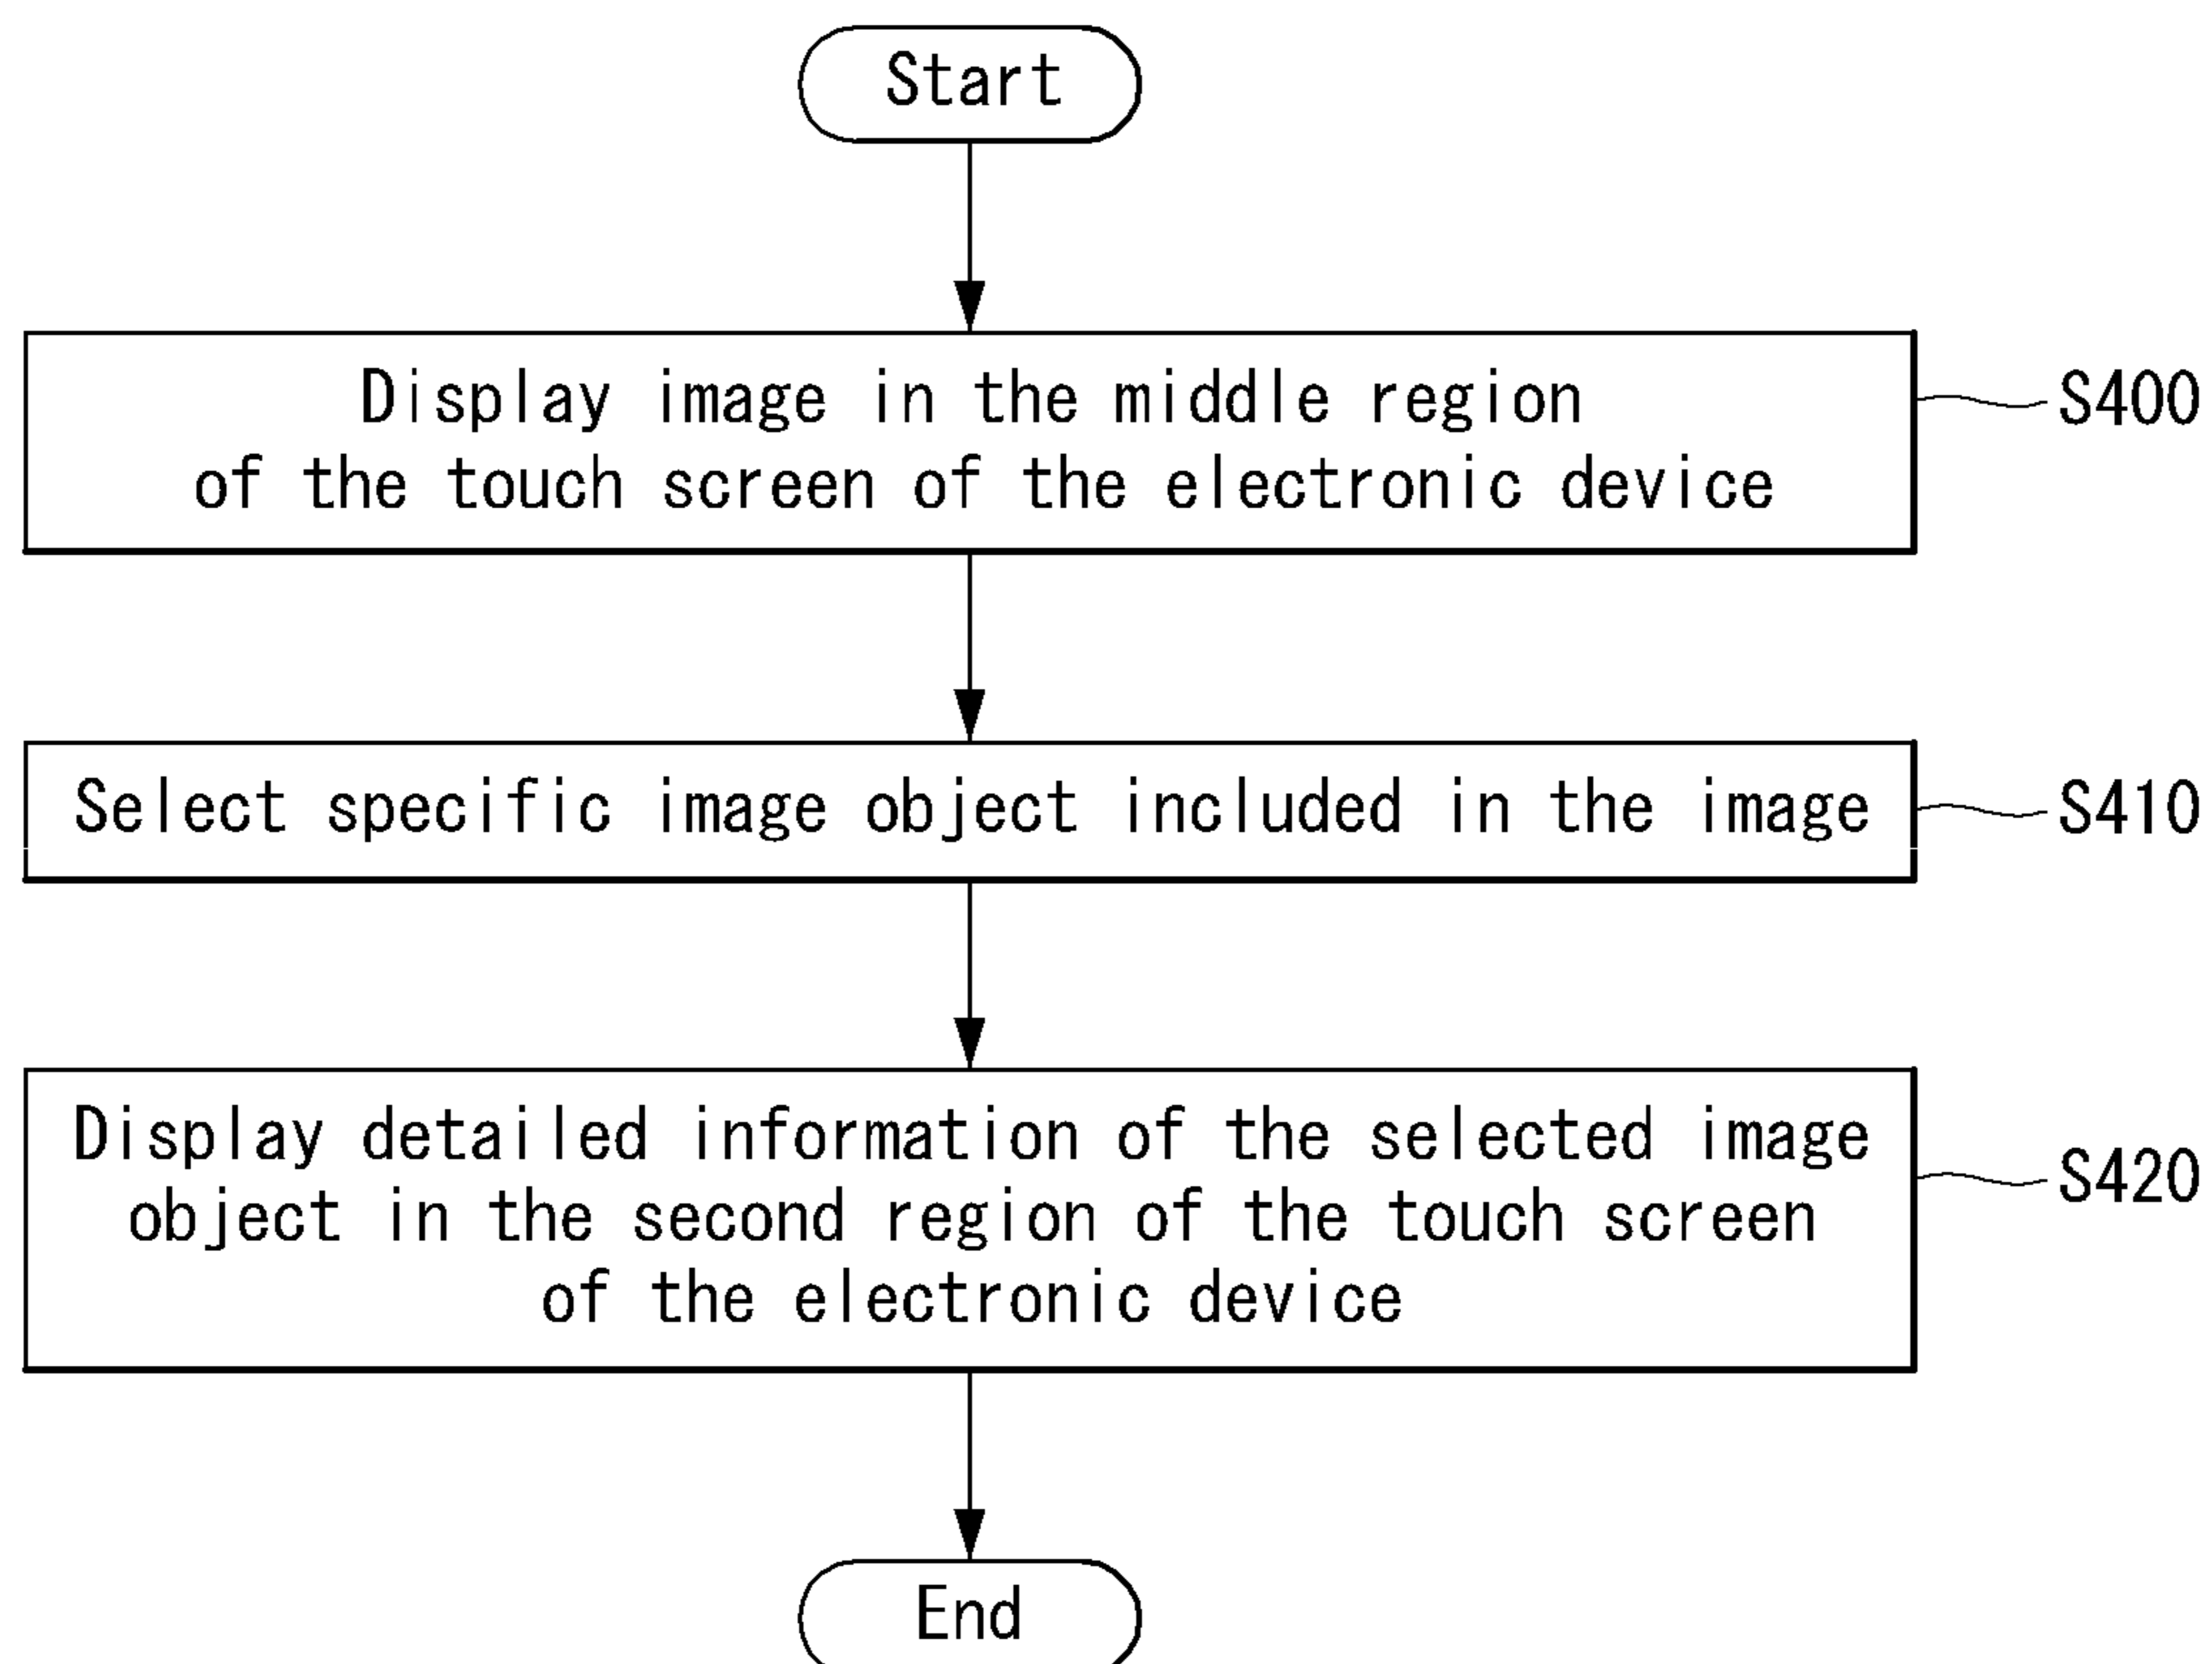 Start
Display image in the middle region
of the touch screen of the electronic device
S400
Select specific image object included in the image
S410
Display detailed information of the selected image
object in the second region of the touch screen
of the electronic device
S420
End